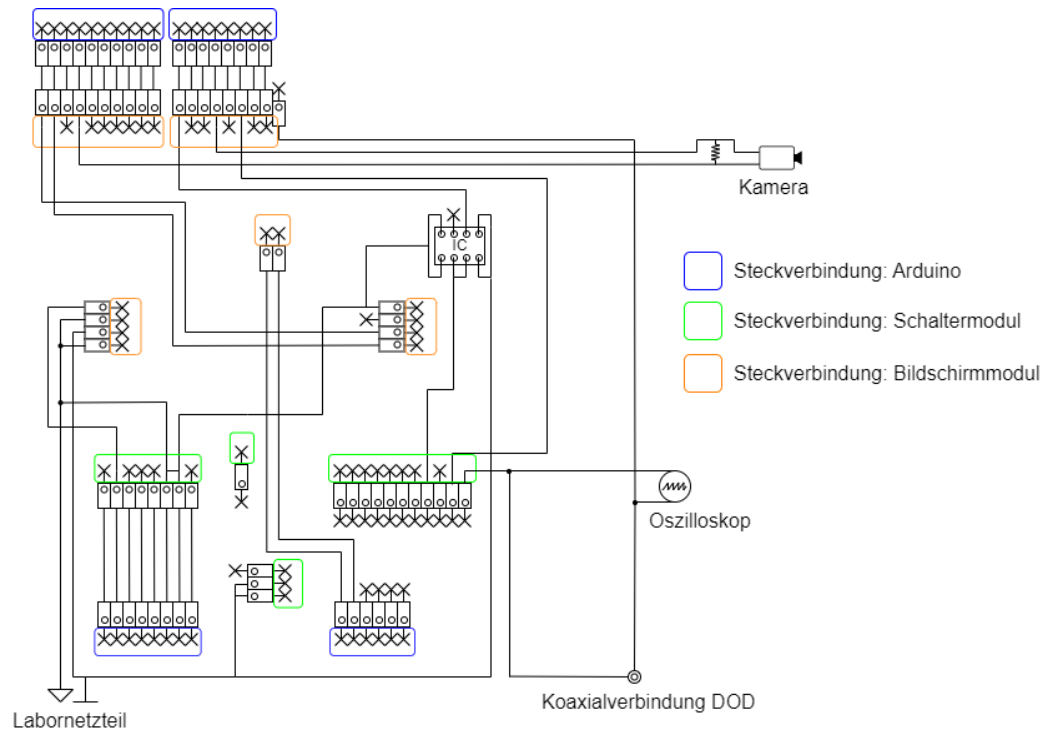 Kamera
IC
Steckverbindung: Arduino
Steckverbindung: Schaltermodul
Steckverbindung: Bildschirmmodul
Oszilloskop
Koaxialverbindung DOD
Labornetzteil